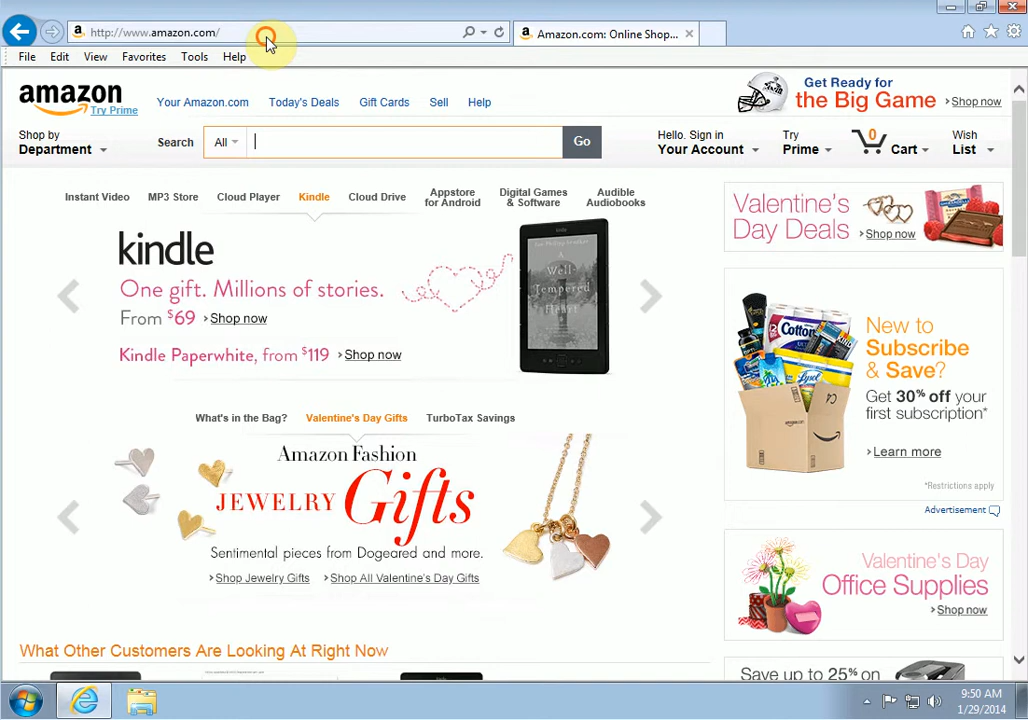 http://www.amazon.com/
Amazon.com: Online Shop...
File Edit View Favorites Tools Help
amazon
Try Prime
Your Amazon.com Today's Deals Gift Cards Sell Help
Get Ready for
the Big Game
Shop now
Shop by
Department
Search All Go
Hello. Sign in
Your Account
Try
Prime
0
Cart
Wish
List
Instant Video MP3 Store Cloud Player Kindle Cloud Drive
Appstore
for Android
Digital Games
& Software
Audible
Audiobooks
kindle
One gift. Millions of stories.
From $69 Shop now
Kindle Paperwhite, from $119 Shop now
A
Well-
Tempered
Heart
What's in the Bag? Valentine's Day Gifts TurboTax Savings
Amazon Fashion
JEWELRY Gifts
Sentimental pieces from Dogeared and more.
Shop Jewelry Gifts Shop All Valentine's Day Gifts
What Other Customers Are Looking At Right Now
Valentine's
Day Deals
Shop now
New to
Subscribe
& Save?
Get 30% off your
first subscription*
Learn more
*Restrictions apply
Cotton
Lysol
Advertisement
Valentine's Day
Office Supplies
Shop now
Save up to 25% on
9:50 AM
1/29/2014